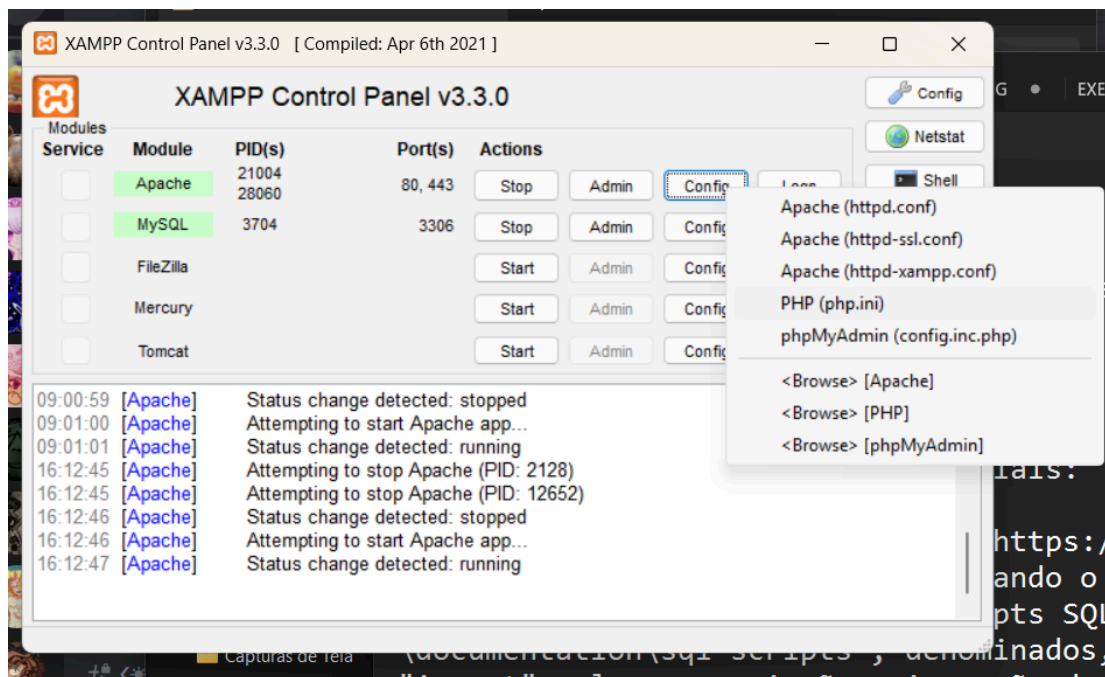 XAMPP Control Panel v3.3.0 [ Compiled: Apr 6th 2021 ]
XAMPP Control Panel v3.3.0
Config
G
EXE
Modules
Netstat
Service Module PID(s) Port(s) Actions
Apache 21004 28060 80, 443 Stop Admin Config Logs
Shell
MySQL 3704 3306 Stop Admin Config
FileZilla Start Admin Config
Mercury Start Admin Config
Tomcat Start Admin Config
Apache (httpd.conf)
Apache (httpd-ssl.conf)
Apache (httpd-xampp.conf)
PHP (php.ini)
phpMyAdmin (config.inc.php)
<Browse> [Apache]
<Browse> [PHP]
<Browse> [phpMyAdmin]
09:00:59 [Apache] Status change detected: stopped
09:01:00 [Apache] Attempting to start Apache app...
09:01:01 [Apache] Status change detected: running
16:12:45 [Apache] Attempting to stop Apache (PID: 2128)
16:12:45 [Apache] Attempting to stop Apache (PID: 12652)
16:12:46 [Apache] Status change detected: stopped
16:12:46 [Apache] Attempting to start Apache app...
16:12:47 [Apache] Status change detected: running
iais:
https:/
ando o
pts SQL
Capturas de Tela
\documentation\sql scripts", denominados,